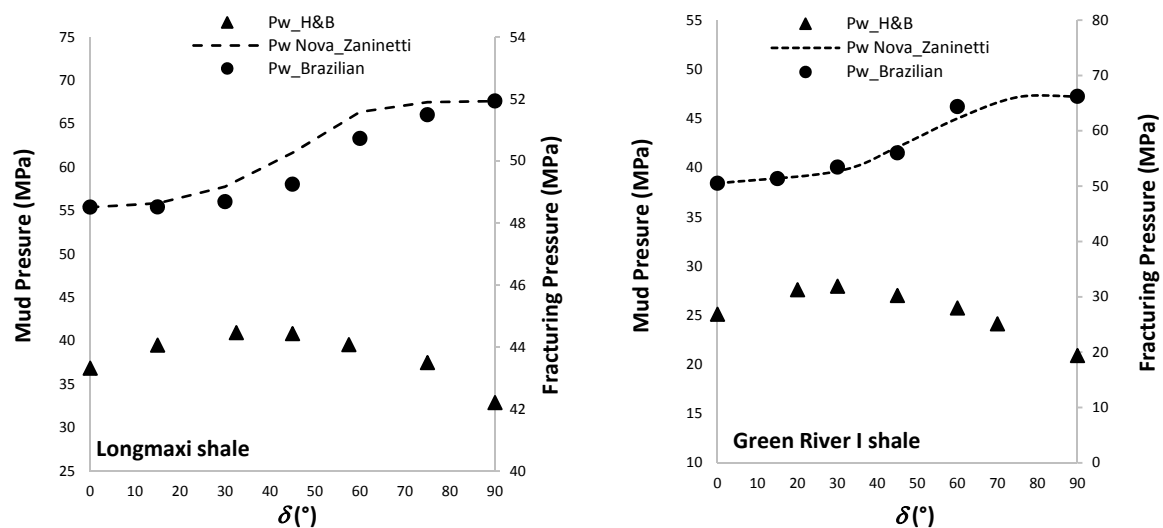 Pw_H&B
Pw Nova_Zaninetti
Pw_Brazilian
75
70
65
60
55
50
45
40
35
30
25
54
52
50
48
46
44
42
40
Mud Presure (MPa)
Fracturing Pressure (MPa)
Longmaxi shale
0 10 20 30 40 50 60 70 80 90
δ (°)
Pw_H&B
Pw Nova_Zaninetti
Pw_Brazilian
55
50
45
40
35
30
25
20
15
10
80
70
60
50
40
30
20
10
0
Mud Presure (MPa)
Fracturing Pressure (MPa)
Green River I shale
0 10 20 30 40 50 60 70 80 90
δ (°)